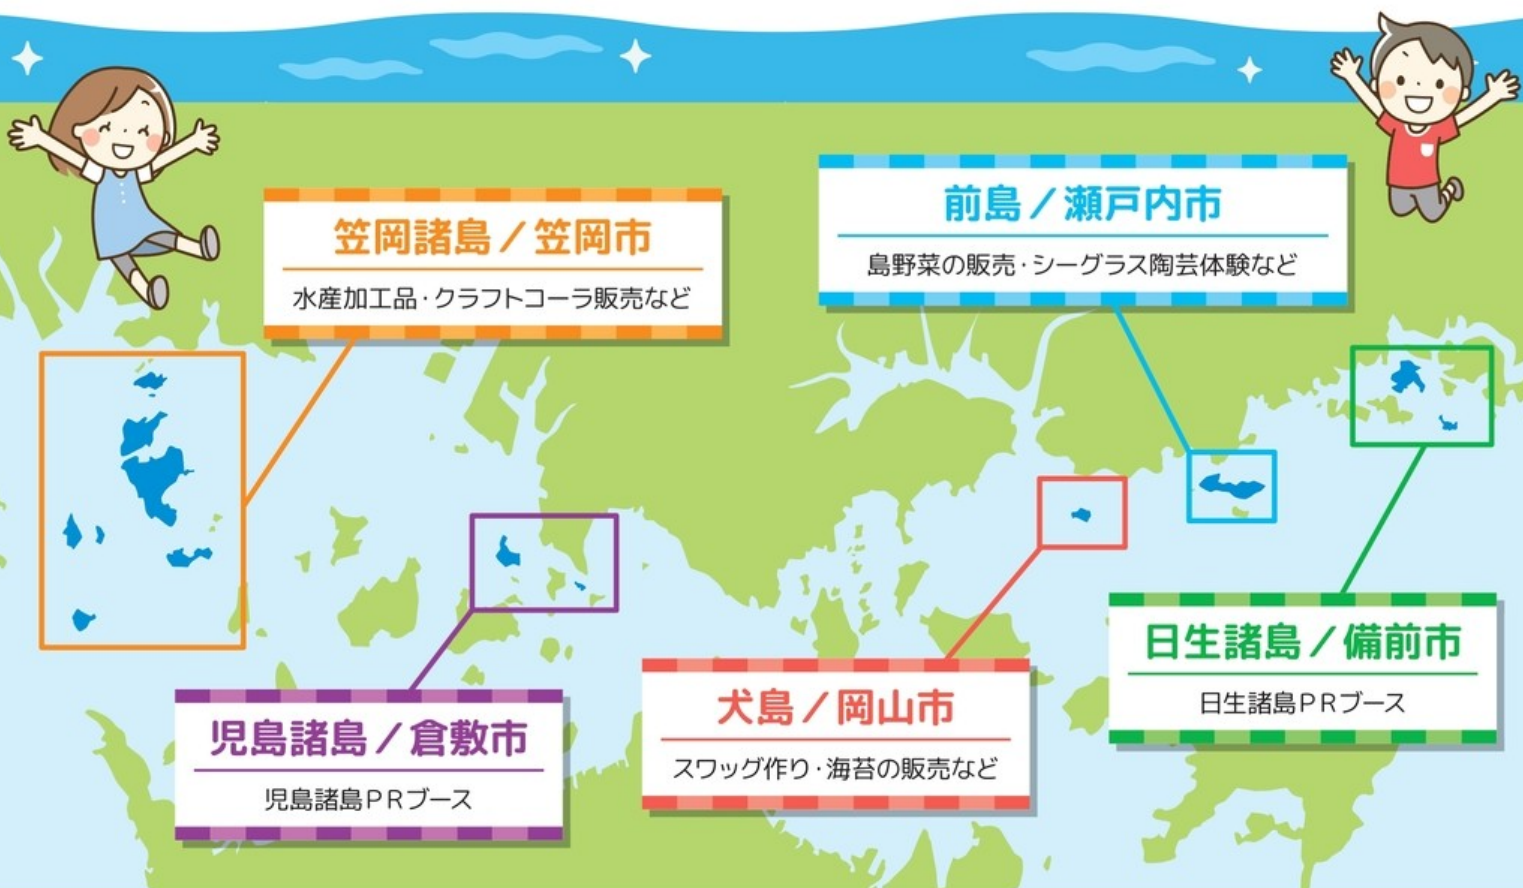 笠岡諸島／笠岡市
水産加工品・クラフトコーラ販売など
前島／瀬戸内市
島野菜の販売・シーグラス陶芸体験など
児島諸島／倉敷市
児島諸島ＰＲブース
犬島／岡山市
スワッグ作り・海苔の販売など
日生諸島／備前市
日生諸島ＰＲブース